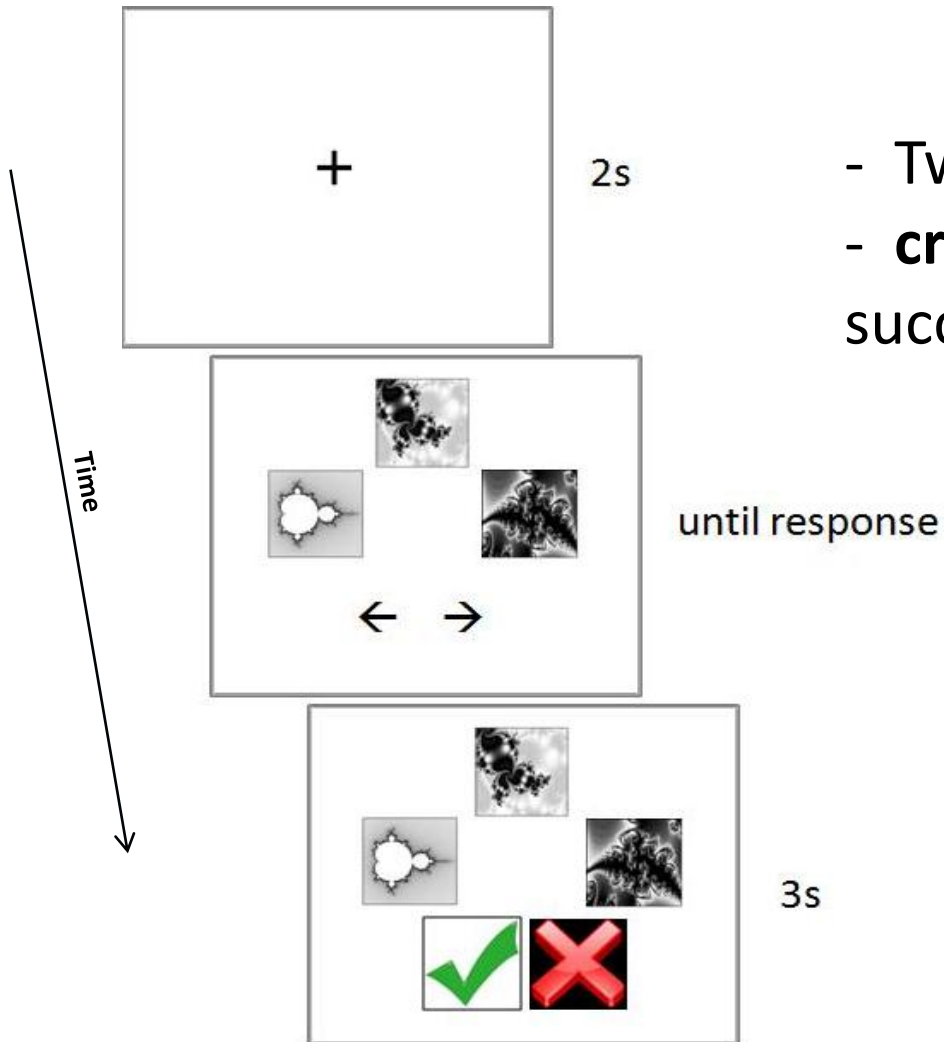 +
2s
- Tw
- cr
succ
Time
until response
← →
3s